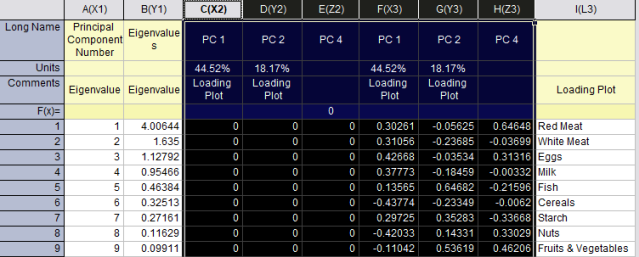 A(X1) B(Y1) C(X2) D(Y2) E(Z2) F(X3) G(Y3) H(Z3) I(L3)
Long Name Principal Component Number Eigenvalues PC 1 PC 2 PC 4 PC 1 PC 2 PC 4
Units 44.52% 18.17% 44.52% 18.17%
Comments Eigenvalue Eigenvalue Loading Plot Loading Plot Loading Plot Loading Plot Loading Plot
F(x)= 0
1 1 4.00644 0 0 0 0.30261 -0.05625 0.64648 Red Meat
2 2 1.635 0 0 0 0.31056 -0.23685 -0.03699 White Meat
3 3 1.12792 0 0 0 0.42668 -0.03534 0.31316 Eggs
4 4 0.95466 0 0 0 0.37773 -0.18459 -0.00332 Milk
5 5 0.46384 0 0 0 0.13565 0.64682 -0.21596 Fish
6 6 0.32513 0 0 0 -0.43774 -0.23349 -0.0062 Cereals
7 7 0.27161 0 0 0 0.29725 0.35283 -0.33668 Starch
8 8 0.11629 0 0 0 -0.42033 0.14331 0.33029 Nuts
9 9 0.09911 0 0 0 -0.11042 0.53619 0.46206 Fruits & Vegetables